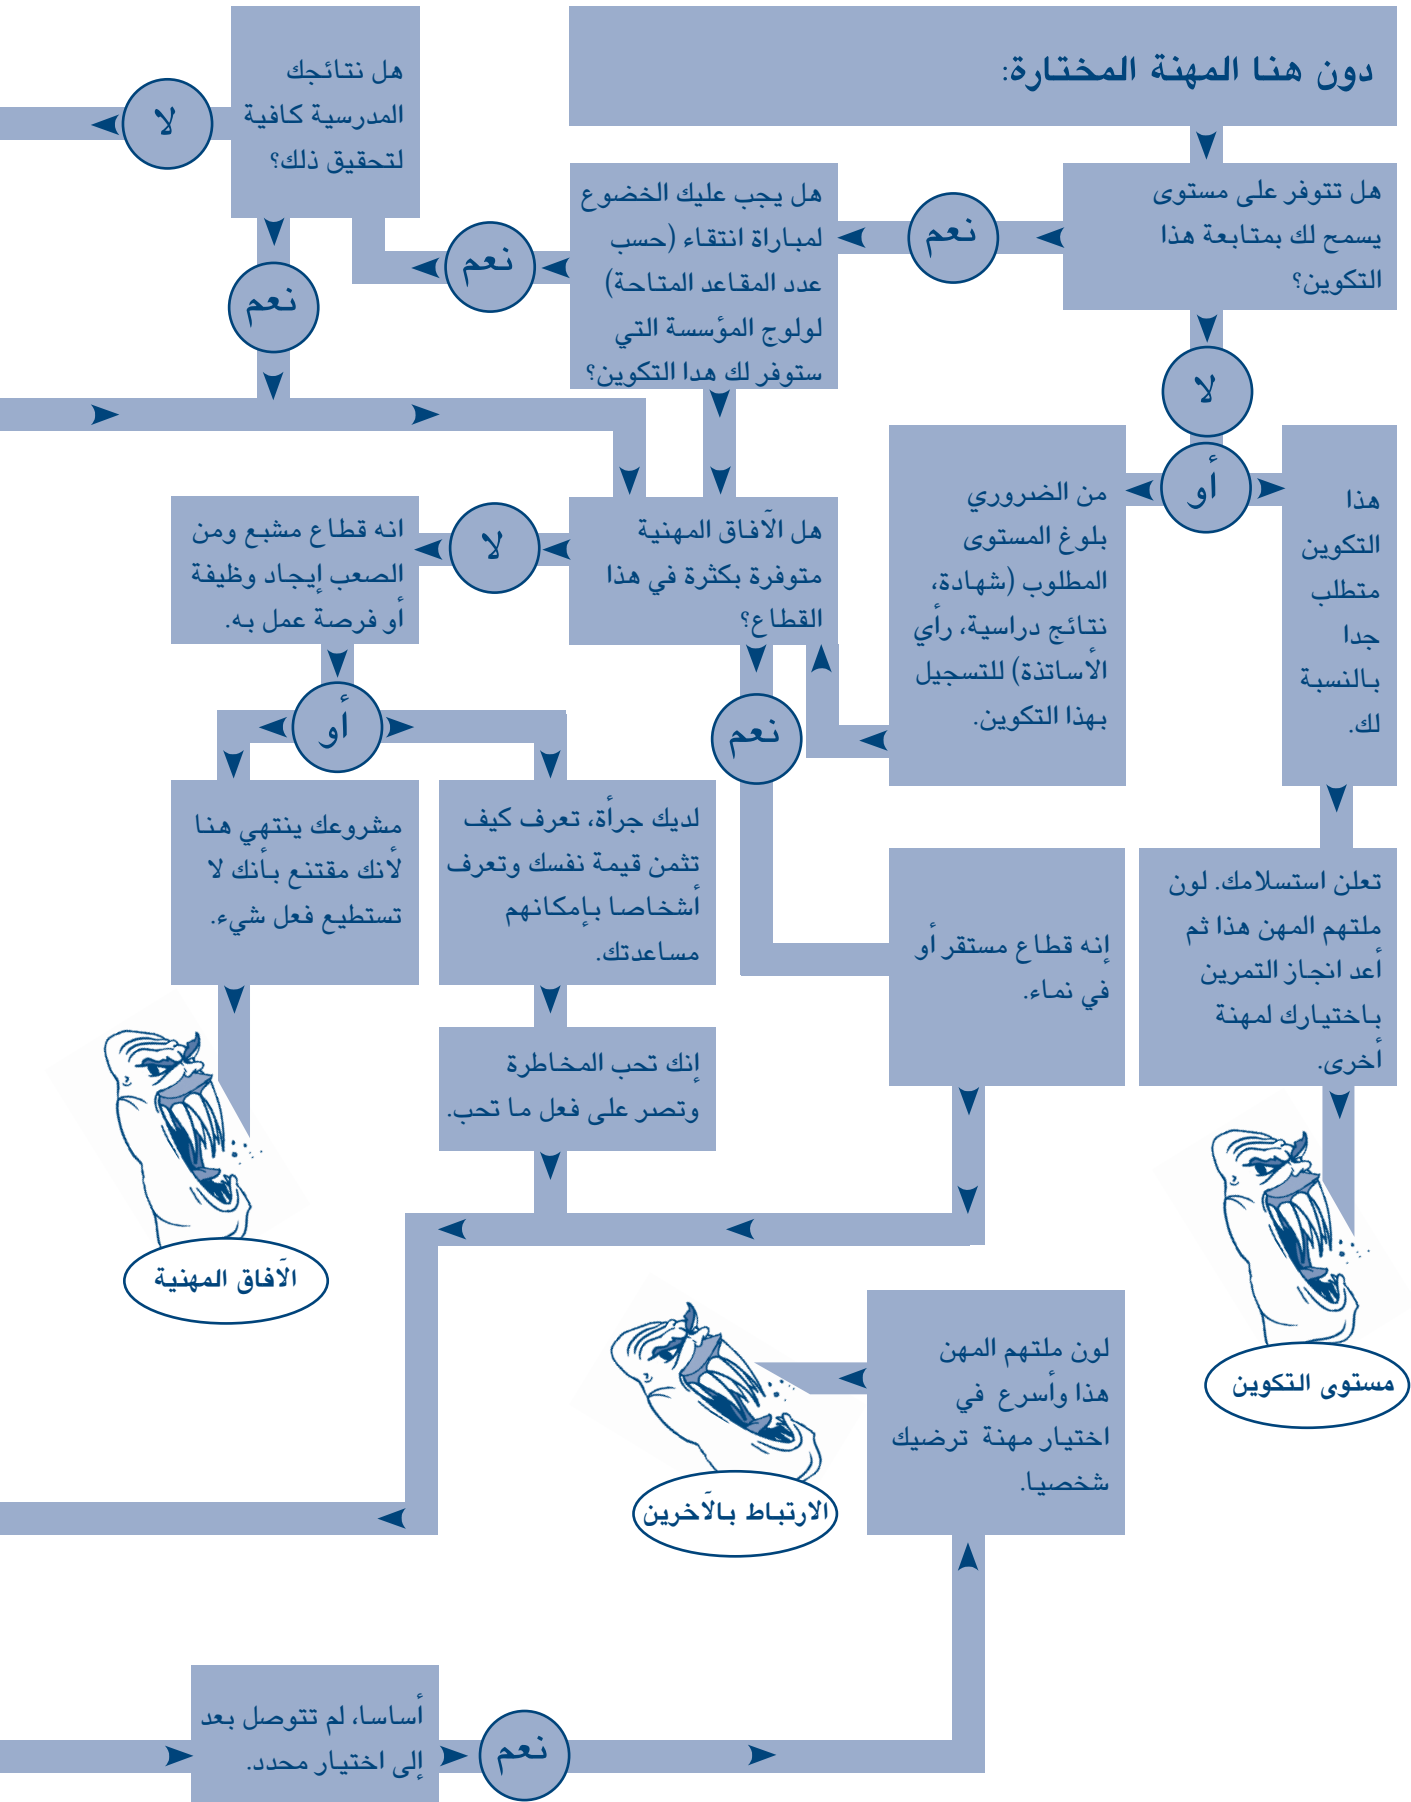 دون هنا المهنة المختارة:
هل تتوفر على مستوى
يسمح لك بمتابعة هذا
التكوين؟
نعم
هل يجب عليك الخضوع
لمباراة انتقاء (حسب
عدد المقاعد المتاحة)
لولوج المؤسسة التي
ستوفر لك هدا التكوين؟
نعم
هل نتائجك
المدرسية كافية
لتحقيق ذلك؟
لا
نعم
لا
أو
هذا
التكوين
متطلب
جدا
بالنسبة
لك.
من الضروري
بلوغ المستوى
المطلوب (شهادة،
نتائج دراسية، رأي
الأساتذة) للتسجيل
بهذا التكوين.
هل الآفاق المهنية
متوفرة بكثرة في هذا
القطاع؟
لا
انه قطاع مشبع ومن
الصعب إيجاد وظيفة
أو فرصة عمل به.
أو
نعم
لديك جرأة، تعرف كيف
تثمن قيمة نفسك وتعرف
أشخاصا بإمكانهم
مساعدتك.
مشروعك ينتهي هنا
لأنك مقتنع بأنك لا
تستطيع فعل شيء.
تعلن استسلامك. لون
ملتهم المهن هذا ثم
أعد انجاز التمرين
باختيارك لمهنة
أخرى.
إنه قطاع مستقر أو
في نماء.
إنك تحب المخاطرة
وتصر على فعل ما تحب.
الآفاق المهنية
مستوى التكوين
لون ملتهم المهن
هذا وأسرع في
اختيار مهنة ترضيك
شخصيا.
الارتباط بالآخرين
نعم
أساسا، لم تتوصل بعد
إلى اختيار محدد.